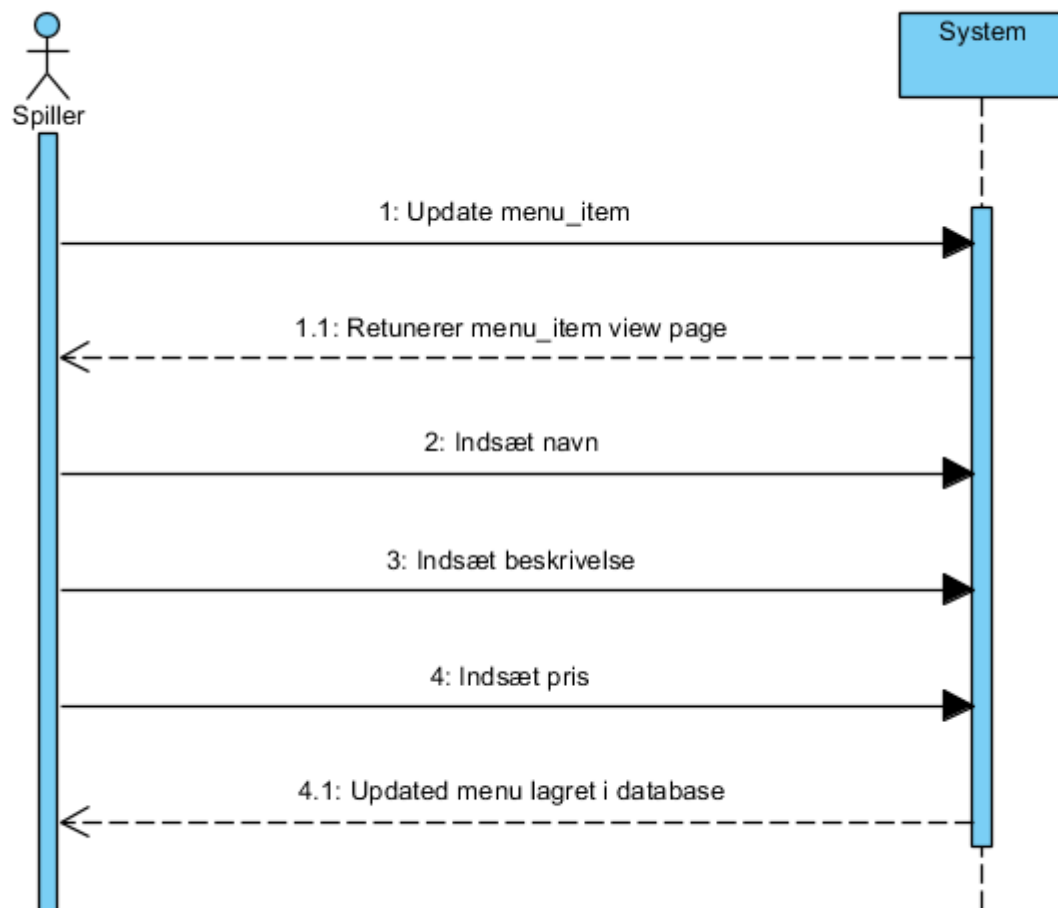 System
Spiller
1: Update menu_item
1.1: Retunerer menu_item view page
2: Indsæt navn
3: Indsæt beskrivelse
4: Indsæt pris
4.1: Updated menu lagret i database